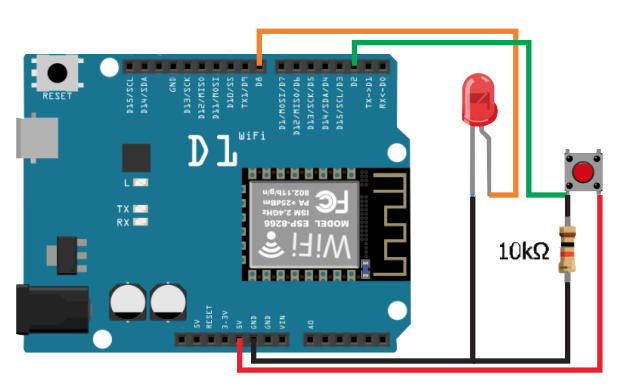 RESET
D15/SCL
D14/SDA
GND
D13/SCK
D12/MISO
D11/MOSI
D10/SS
TX1/D9
D8
D1/MOSI/D7
D12/MISO/D6
D13/SCK/D5
D14/SDA/D4
D15/SCL/D3
D2
TX->D1
RX<-D0
D1 WiFi
L
TX
RX
MODEL ESP-8266
ISM 2.4GHz
PA +25dBm
802.11b/g/n
FC
WiFi
10kΩ
5V
RESET
3-3V
5V
GND
GND
VIN
A0